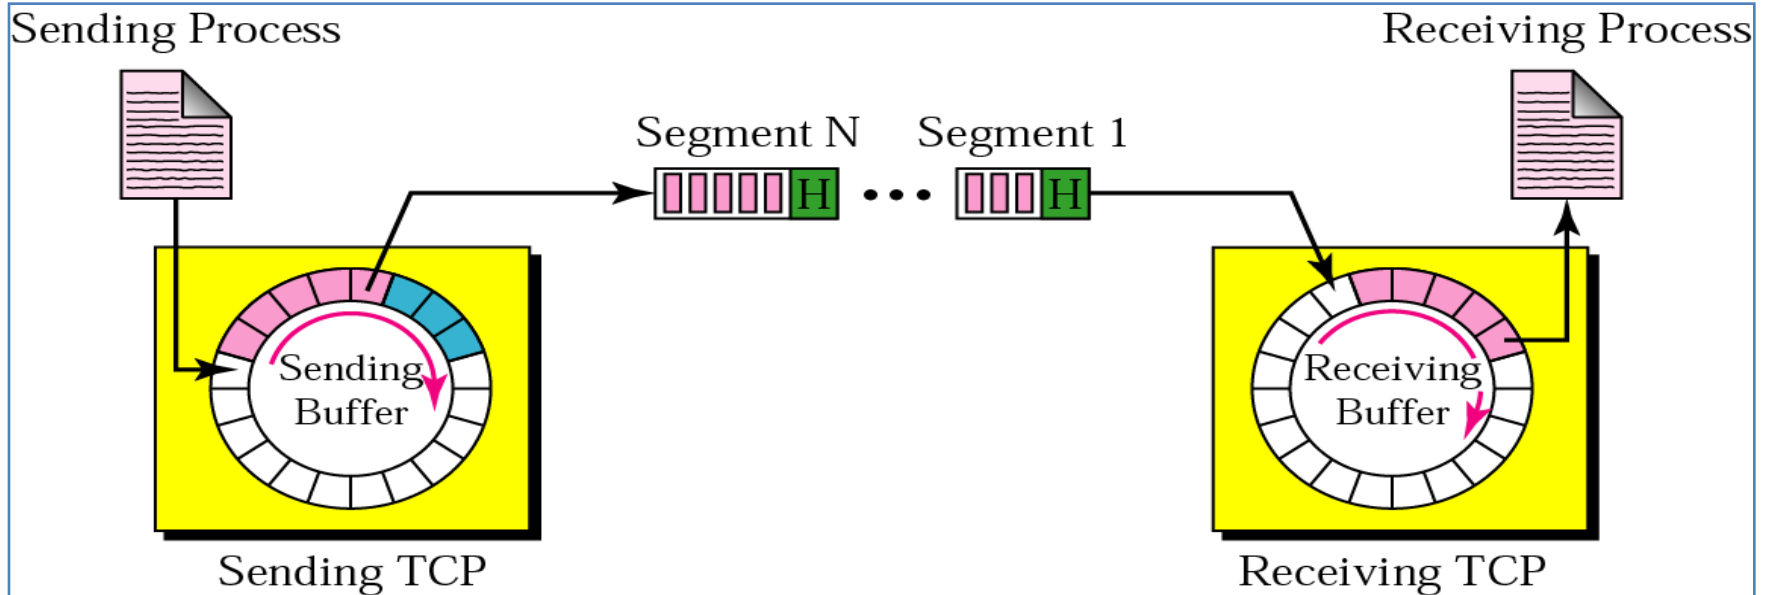 Sending Process
Receiving Process
Segment N
Segment 1
H
H
Sending
Buffer
Receiving
Buffer
Sending TCP
Receiving TCP